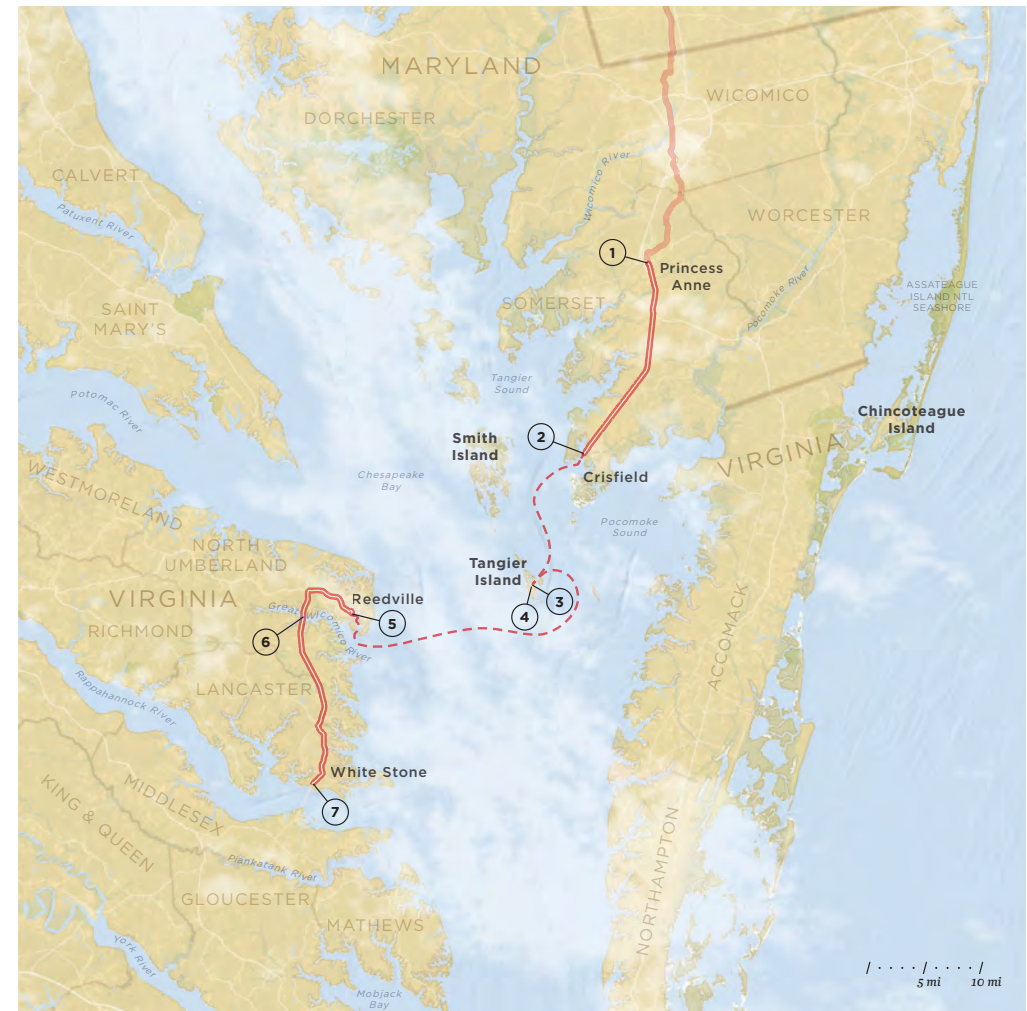 MARYLAND
WICOMICO
DORCHESTER
CALVERT
Wicomico River
Patuxent River
WORCESTER
1
Princess
Anne
Pocomoke River
ASSATEAGUE
ISLAND NTL
SEASHORE
SOMERSET
SAINT
MARY'S
Tangier
Sound
Potomac River
Chincoteague
Island
2
Smith
Island
VIRGINIA
Crisfield
Chesapeake
Bay
WESTMORELAND
Pocomoke
Sound
NORTH
UMBERLAND
Tangier
Island
VIRGINIA
Reedville
3
4
Great Wicomico River
5
RICHMOND
6
ACCOMACK
LANCASTER
Rappahannock River
White Stone
7
MIDDLESEX
KING & QUEEN
Piankatank River
GLOUCESTER
MATHEWS
NORTHAMPTON
York River
Mobjack
Bay
5 mi 10 mi